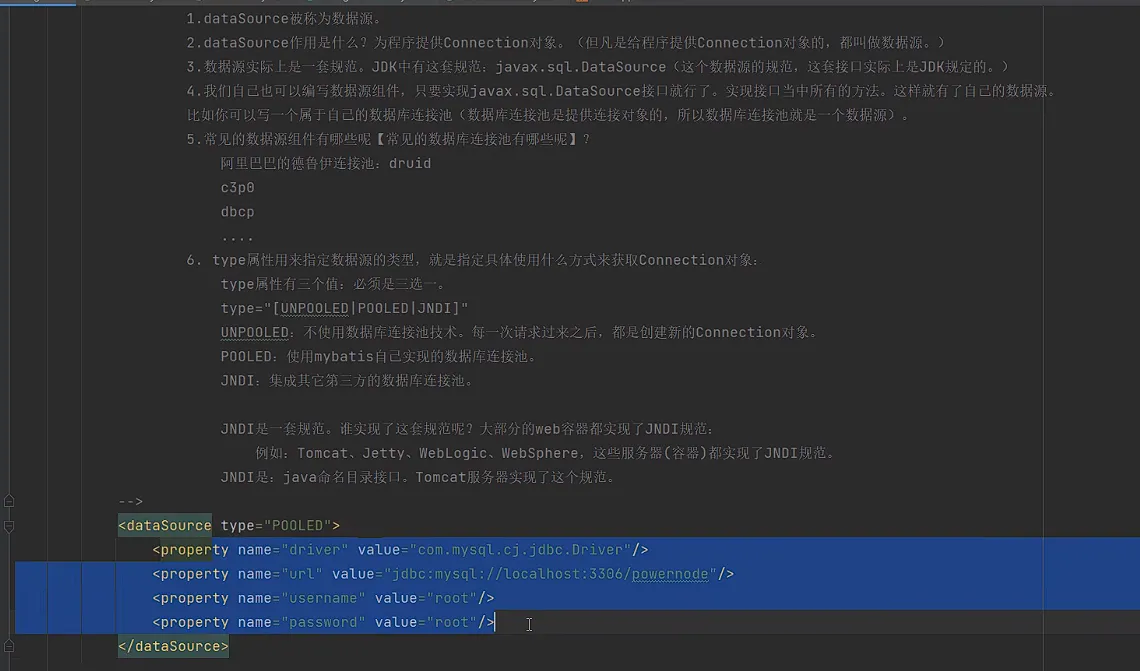 1.dataSource被称为数据源。
2.dataSource作用是什么？为程序提供Connection对象。（但凡是给程序提供Connection对象的，都叫做数据源。）
3.数据源实际上是一套规范。JDK中有这套规范：javax.sql.DataSource（这个数据源的规范，这套接口实际上是JDK规定的。）
4.我们自己也可以编写数据源组件，只要实现javax.sql.DataSource接口就行了。实现接口当中所有的方法。这样就有了自己的数据源。
比如你可以写一个属于自己的数据库连接池（数据库连接池是提供连接对象的，所以数据库连接池就是一个数据源）。
5.常见的数据源组件有哪些呢【常见的数据库连接池有哪些呢】？
阿里巴巴的德鲁伊连接池：druid
c3p0
dbcp
....
6. type属性用来指定数据源的类型，就是指定具体使用什么方式来获取Connection对象：
type属性有三个值：必须是三选一。
type="[UNPOOLED|POOLED|JNDI]"
UNPOOLED：不使用数据库连接池技术。每一次请求过来之后，都是创建新的Connection对象。
POOLED：使用mybatis自己实现的数据库连接池。
JNDI：集成其它第三方的数据库连接池。
JNDI是一套规范。谁实现了这套规范呢？大部分的web容器都实现了JNDI规范：
例如：Tomcat、Jetty、WebLogic、WebSphere，这些服务器(容器)都实现了JNDI规范。
JNDI是：java命名目录接口。Tomcat服务器实现了这个规范。
-->
<dataSource type="POOLED">
<property name="driver" value="com.mysql.cj.jdbc.Driver"/>
<property name="url" value="jdbc:mysql://localhost:3306/powernode"/>
<property name="username" value="root"/>
<property name="password" value="root"/>
</dataSource>